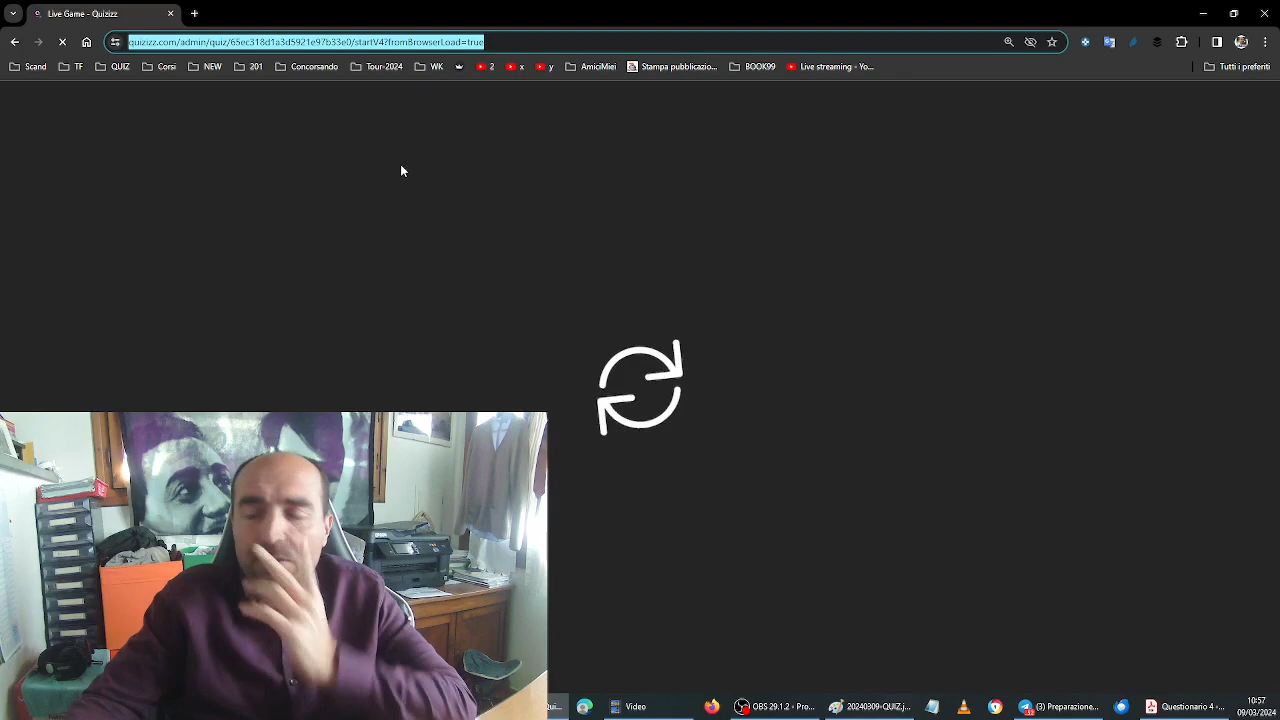 Live Game - Quizizz
quizizz.com/admin/quiz/65ec318d1a3d5921e97b33e0/startV4?fromBrowserLoad=true
Scand TF QUIZ Corsi NEW 201 Concorsando Tour-2024 WK 2 x y AmiciMiei Stampa pubblicazio... BOOK99 Live streaming - Yo... Tutti i preferiti
Qui... Video OBS 29.1.2 - Pro... 20240309=QUIZ.j... (3) Preparazione... Questionario 4 -... 10:57
09/03/2024